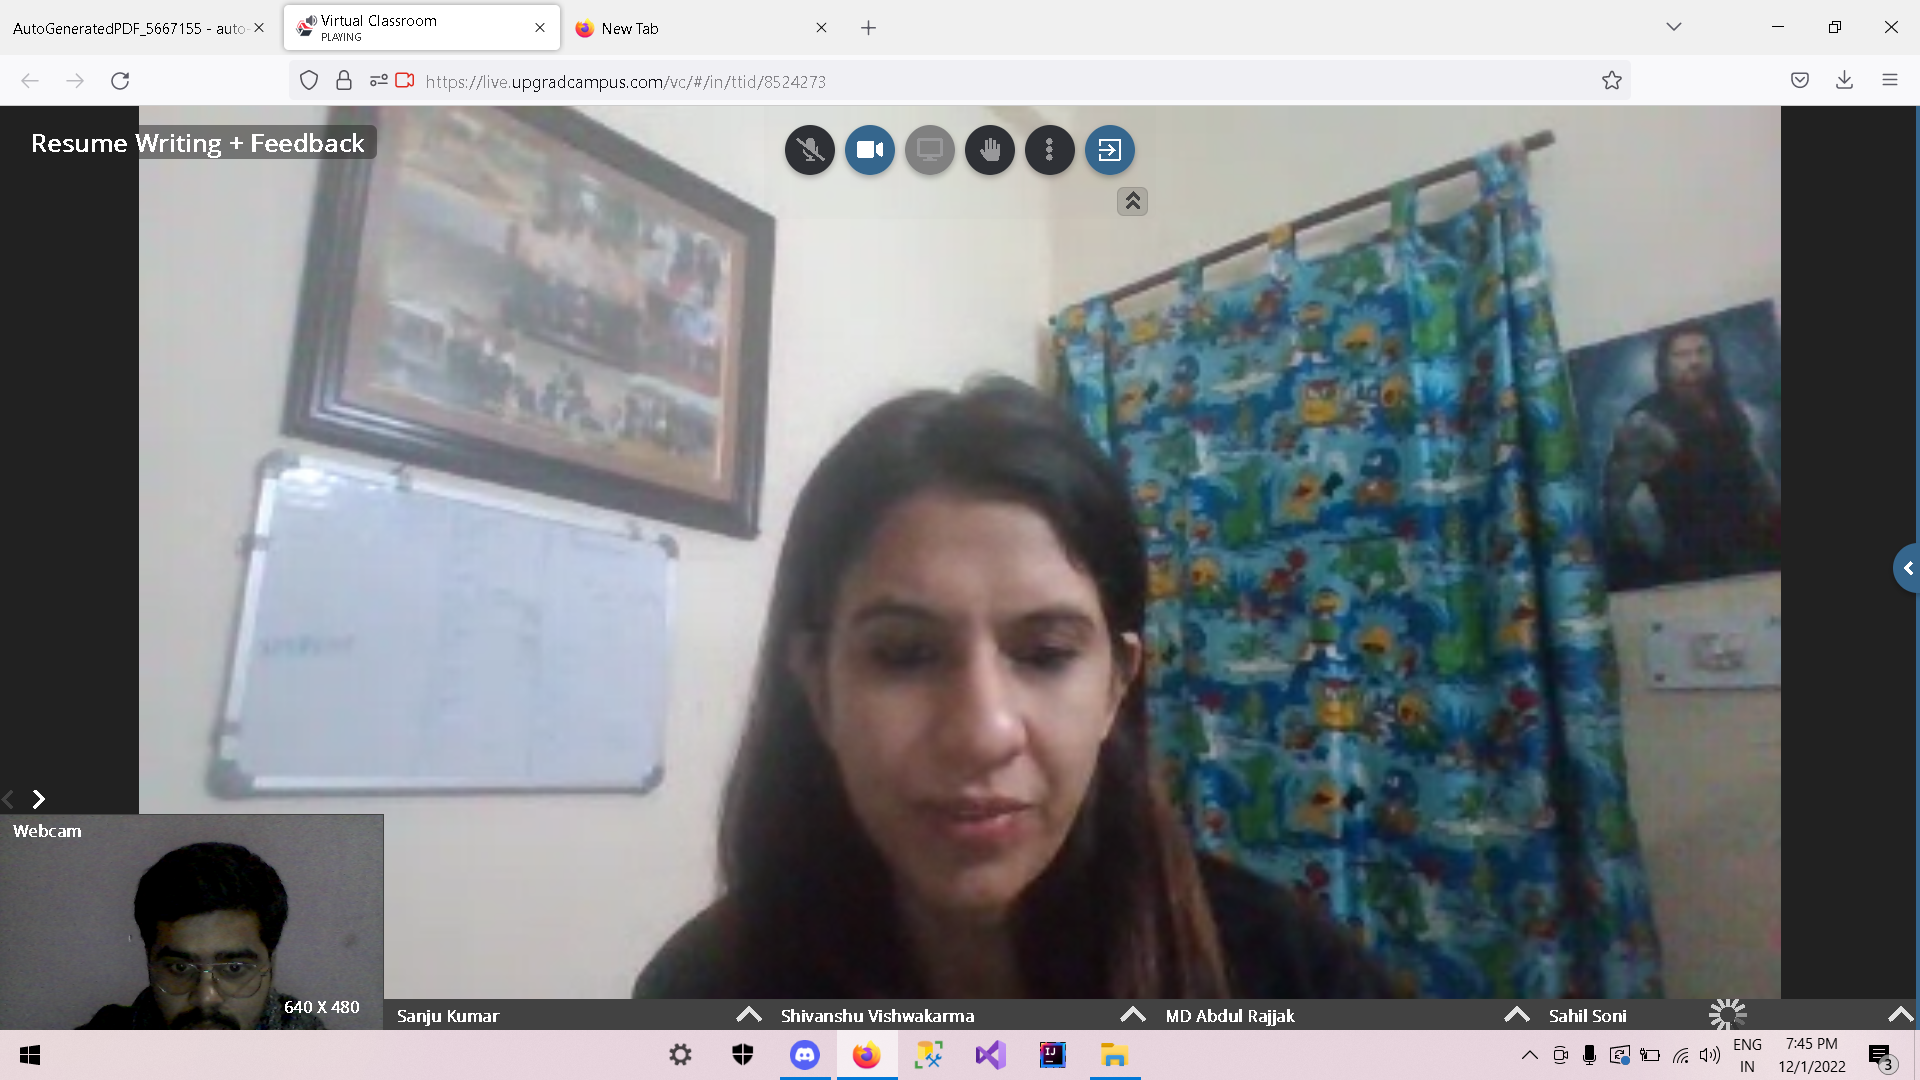 AutoGeneratedPDF_5667155 - auto-
Virtual Classroom
PLAYING
New Tab
https://live.upgradcampus.com/vc/#/in/ttid/8524273
Resume Writing + Feedback
Webcam
640 X 480
Sanju Kumar
Shivanshu Vishwakarma
MD Abdul Rajjak
Sahil Soni
IJ
ENG
IN
7:45 PM
12/1/2022
3